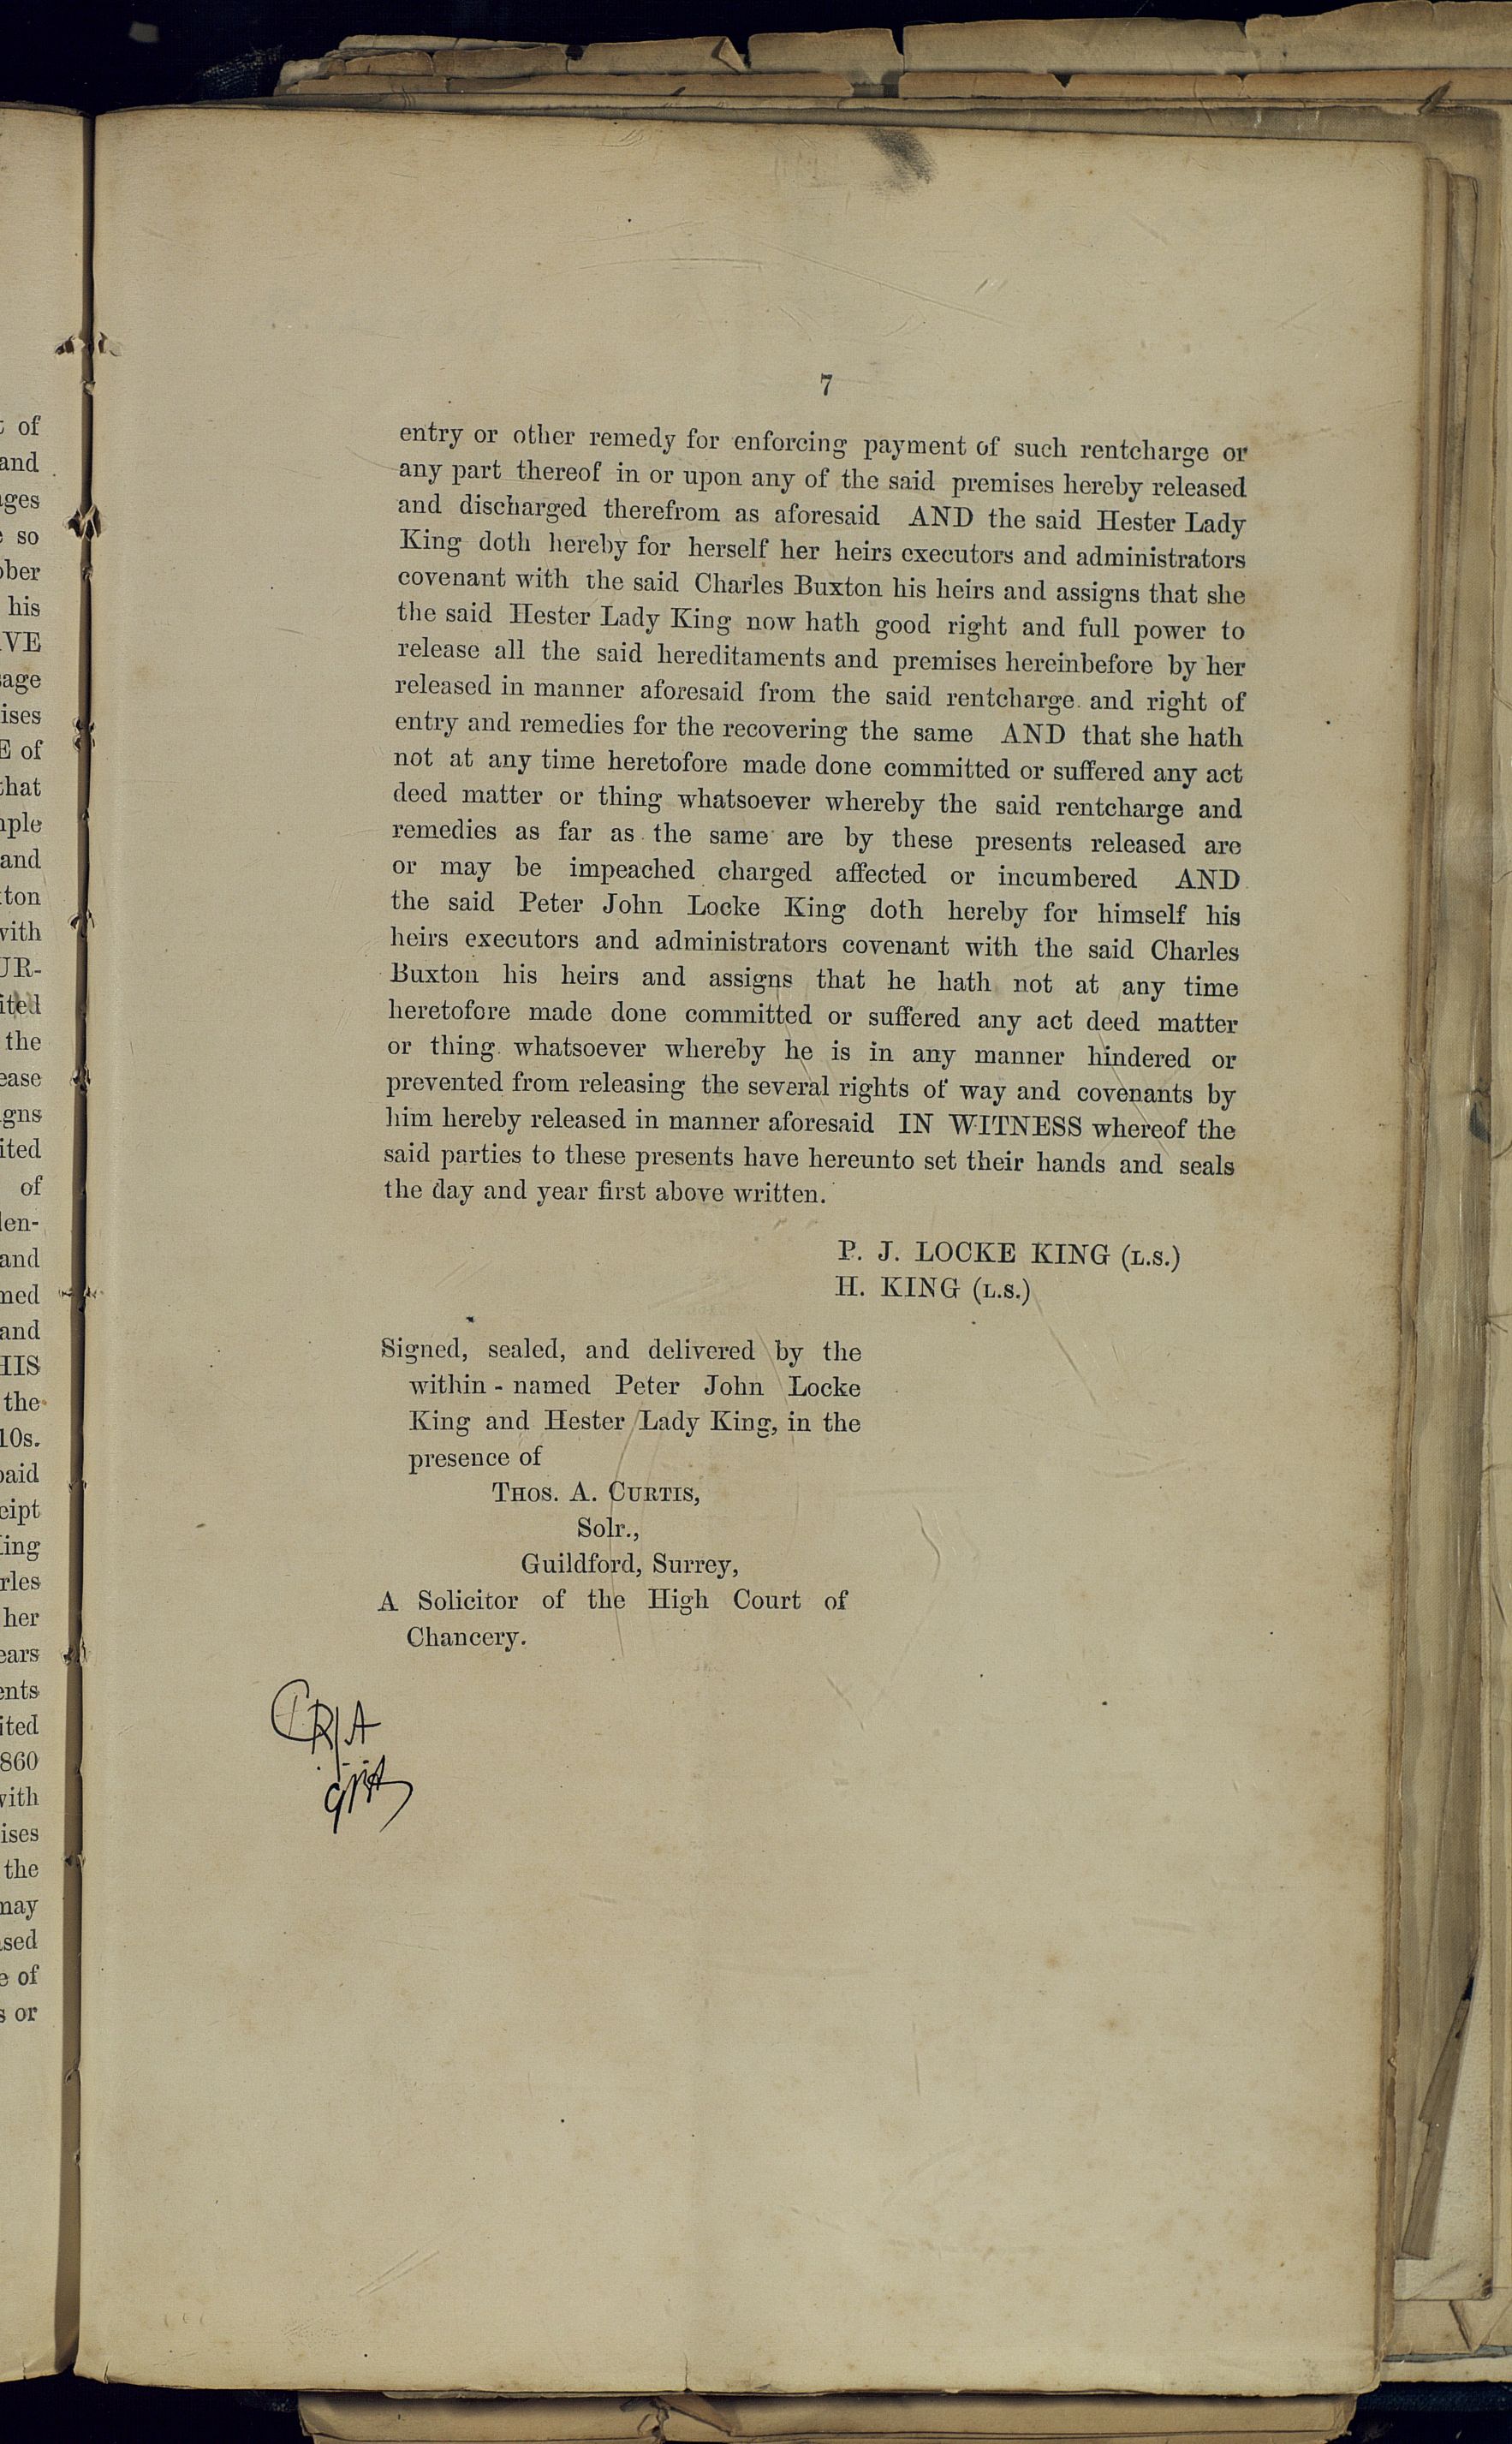 7
entry or other remedy for enforcing payment of such rentcharge or
any part thereof in or upon any of the said premises hereby released
and discharged therefrom as aforesaid AND the said Hester Lady
King doth hereby for herself her heirs executors and administrators
covenant with the said Charles Buxton his heirs and assigns that she
the said Hester Lady King now hath good right and full power to
release all the said hereditaments and premises hereinbefore by her
released in manner aforesaid from the said rentcharge and right of
entry and remedies for the recovering the same AND that she hath
not at any time heretofore made done committed or suffered any act
deed matter or thing whatsoever whereby the said rentcharge and
remedies as far as the same are by these presents released are
or may be impeached charged affected or incumbered AND
the said Peter John Locke King doth hereby for himself his
heirs executors and administrators covenant with the said Charles
Buxton his heirs and assigns that he hath not at any time
heretofore made done committed or suffered any act deed matter
or thing whatsoever whereby he is in any manner hindered or
prevented from releasing the several rights of way and covenants by
him hereby released in manner aforesaid IN WITNESS whereof the
said parties to these presents have hereunto set their hands and seals
the day and year first above written.
P. J. LOCKE KING (L.S.)
H. KING (L.S.)
Signed, sealed, and delivered by the
within - named Peter John Locke
King and Hester Lady King, in the
presence of
THOS. A. CURTIS,
Solr.,
Guildford, Surrey,
A Solicitor of the High Court of
Chancery.